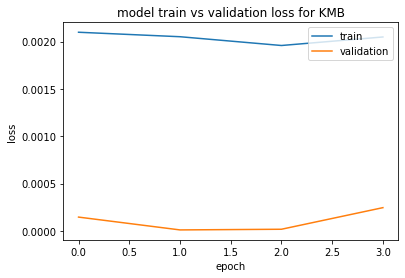 model train vs validation loss for KMB
train
validation
0.0020
0.0015
0.0010
0.0005
0.0000
loss
0.0 0.5 1.0 1.5 2.0 2.5 3.0
epoch